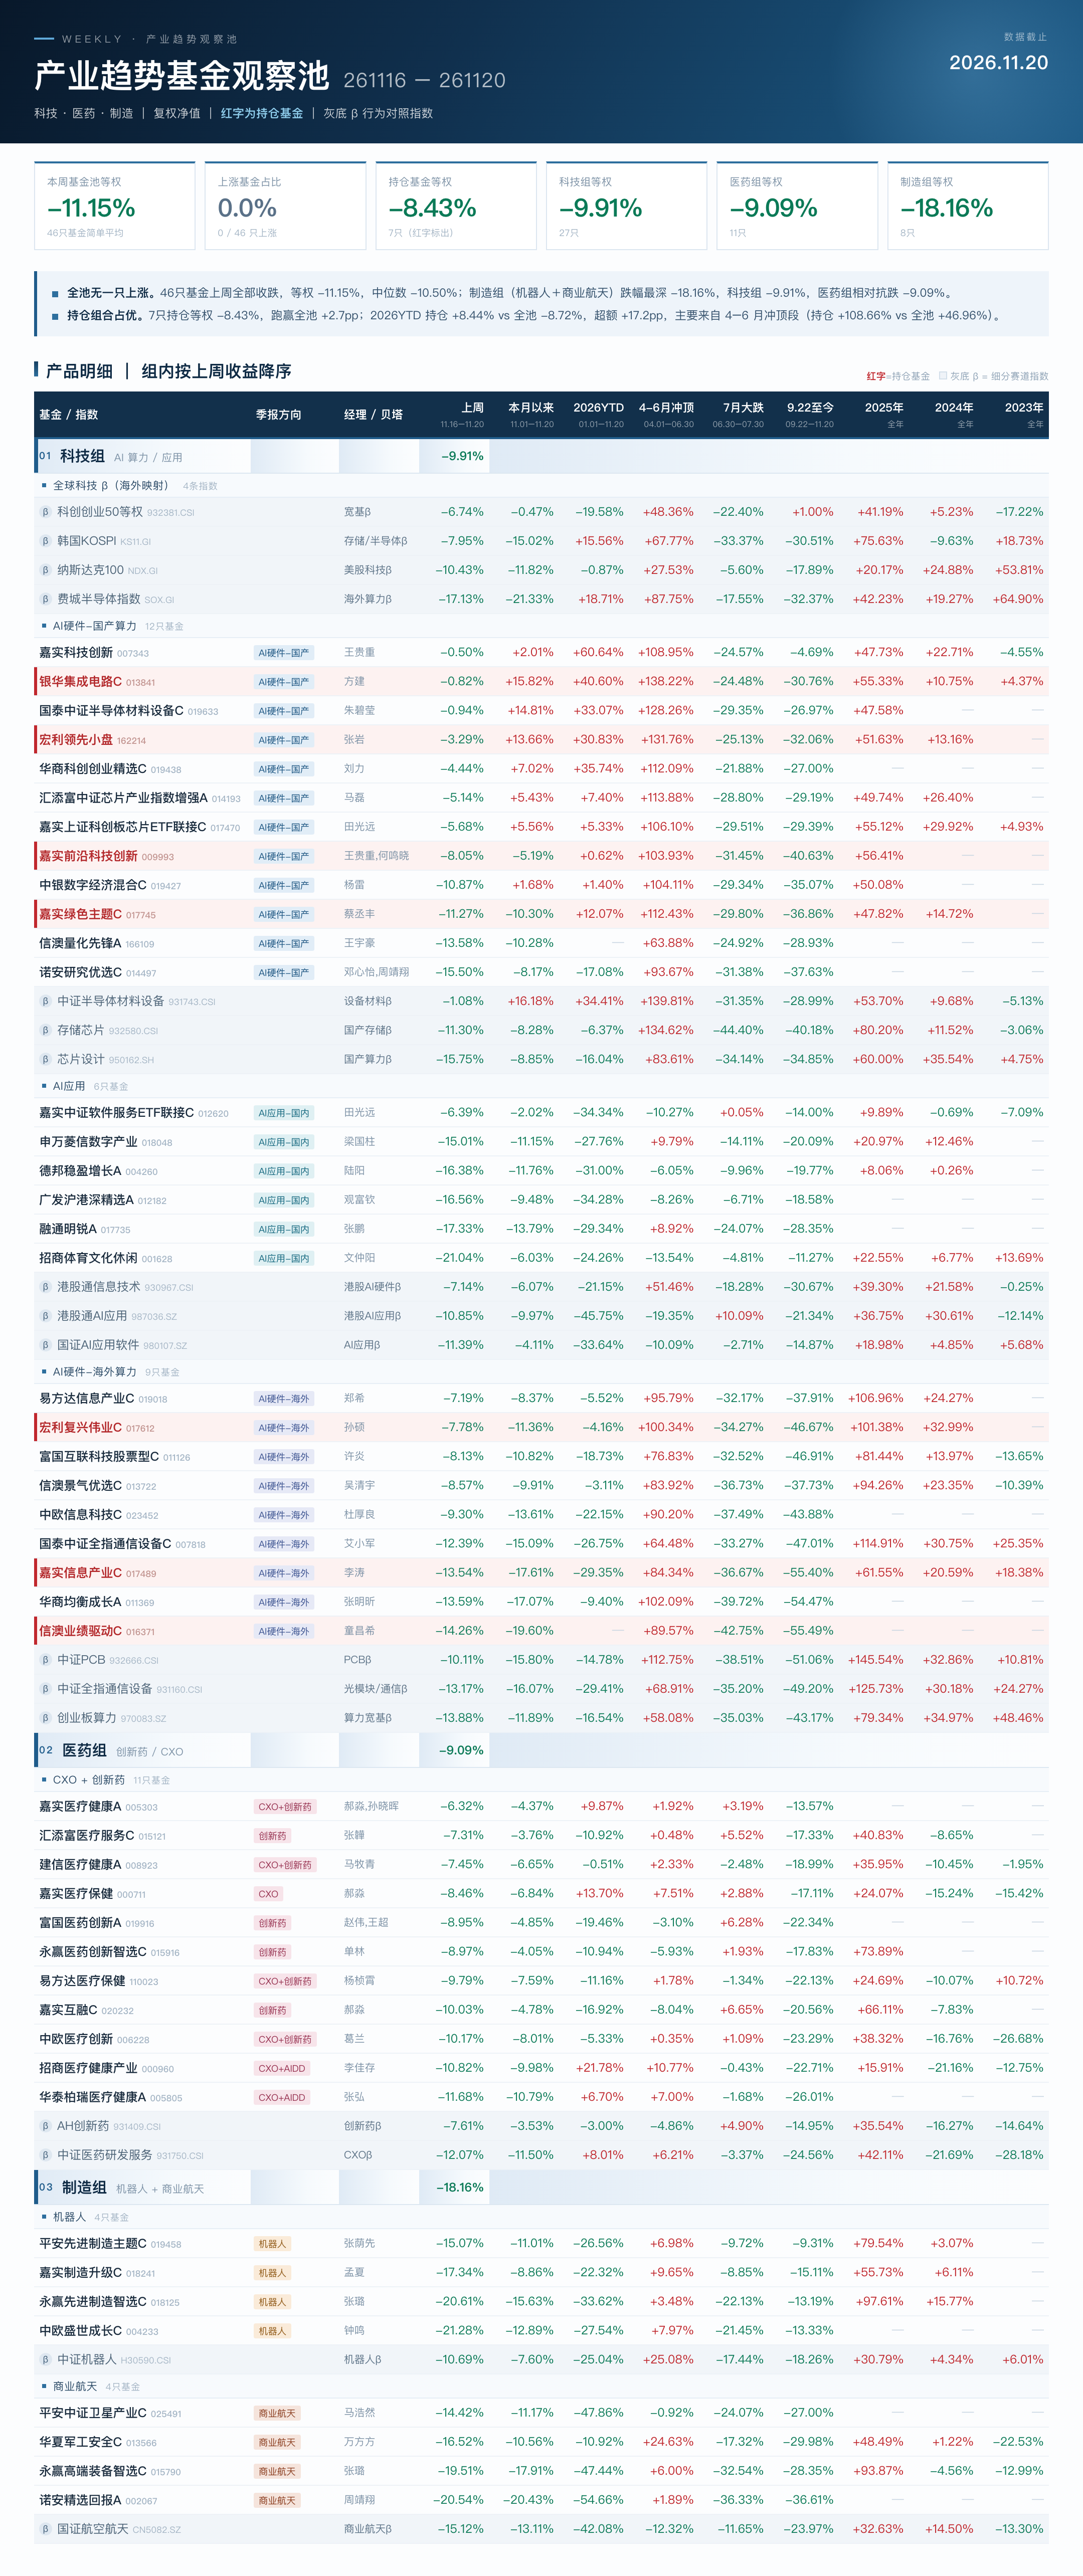 WEEKLY · 产业趋势观察池
数据截止
产业趋势基金观察池 261116 — 261120
2026.11.20
科技 · 医药 · 制造 | 复权净值 | 红字为持仓基金 | 灰底 β 行为对照指数
本周基金池等权 上涨基金占比 持仓基金等权 科技组等权 医药组等权 制造组等权
−11.15% 0.0% −8.43% −9.91% −9.09% −18.16%
46只基金简单平均 0 / 46 只上涨 7只（红字标出） 27只 11只 8只
全池无一只上涨。46只基金上周全部收跌，等权 −11.15%，中位数 −10.50%；制造组（机器人＋商业航天）跌幅最深 −18.16%，科技组 −9.91%，医药组相对抗跌 −9.09%。
持仓组合占优。7只持仓等权 −8.43%，跑赢全池 +2.7pp；2026YTD 持仓 +8.44% vs 全池 −8.72%，超额 +17.2pp，主要来自 4—6 月冲顶段（持仓 +108.66% vs 全池 +46.96%）。
产品明细 | 组内按上周收益降序
红字=持仓基金 灰底 β = 细分赛道指数
基金 / 指数 季报方向 经理 / 贝塔 上周 本月以来 2026YTD 4–6月冲顶 7月大跌 9.22至今 2025年 2024年 2023年
11.16—11.20 11.01—11.20 01.01—11.20 04.01—06.30 06.30—07.30 09.22—11.20 全年 全年 全年
01 科技组 AI 算力 / 应用 −9.91%
全球科技 β（海外映射） 4条指数
β 科创创业50等权 932381.CSI 宽基β −6.74% −0.47% −19.58% +48.36% −22.40% +1.00% +41.19% +5.23% −17.22%
β 韩国KOSPI KS11.GI 存储/半导体β −7.95% −15.02% +15.56% +67.77% −33.37% −30.51% +75.63% −9.63% +18.73%
β 纳斯达克100 NDX.GI 美股科技β −10.43% −11.82% −0.87% +27.53% −5.60% −17.89% +20.17% +24.88% +53.81%
β 费城半导体指数 SOX.GI 海外算力β −17.13% −21.33% +18.71% +87.75% −17.55% −32.37% +42.23% +19.27% +64.90%
AI硬件–国产算力 12只基金
嘉实科技创新 007343 AI硬件–国产 王贵重 −0.50% +2.01% +60.64% +108.95% −24.57% −4.69% +47.73% +22.71% −4.55%
银华集成电路C 013841 AI硬件–国产 方建 −0.82% +15.82% +40.60% +138.22% −24.48% −30.76% +55.33% +10.75% +4.37%
国泰中证半导体材料设备C 019633 AI硬件–国产 朱碧莹 −0.94% +14.81% +33.07% +128.26% −29.35% −26.97% +47.58% — —
宏利领先小盘 162214 AI硬件–国产 张岩 −3.29% +13.66% +30.83% +131.76% −25.13% −32.06% +51.63% +13.16% —
华商科创创业精选C 019438 AI硬件–国产 刘力 −4.44% +7.02% +35.74% +112.09% −21.88% −27.00% — — —
汇添富中证芯片产业指数增强A 014193 AI硬件–国产 马磊 −5.14% +5.43% +7.40% +113.88% −28.80% −29.19% +49.74% +26.40% —
嘉实上证科创板芯片ETF联接C 017470 AI硬件–国产 田光远 −5.68% +5.56% +5.33% +106.10% −29.51% −29.39% +55.12% +29.92% +4.93%
嘉实前沿科技创新 009993 AI硬件–国产 王贵重,何鸣晓 −8.05% −5.19% +0.62% +103.93% −31.45% −40.63% +56.41% — —
中银数字经济混合C 019427 AI硬件–国产 杨雷 −10.87% +1.68% +1.40% +104.11% −29.34% −35.07% +50.08% — —
嘉实绿色主题C 017745 AI硬件–国产 蔡丞丰 −11.27% −10.30% +12.07% +112.43% −29.80% −36.86% +47.82% +14.72% —
信澳量化先锋A 166109 AI硬件–国产 王宇豪 −13.58% −10.28% — +63.88% −24.92% −28.93% — — —
诺安研究优选C 014497 AI硬件–国产 邓心怡,周靖翔 −15.50% −8.17% −17.08% +93.67% −31.38% −37.63% — — —
β 中证半导体材料设备 931743.CSI 设备材料β −1.08% +16.18% +34.41% +139.81% −31.35% −28.99% +53.70% +9.68% −5.13%
β 存储芯片 932580.CSI 国产存储β −11.30% −8.28% −6.37% +134.62% −44.40% −40.18% +80.20% +11.52% −3.06%
β 芯片设计 950162.SH 国产算力β −15.75% −8.85% −16.04% +83.61% −34.14% −34.85% +60.00% +35.54% +4.75%
AI应用 6只基金
嘉实中证软件服务ETF联接C 012620 AI应用–国内 田光远 −6.39% −2.02% −34.34% −10.27% +0.05% −14.00% +9.89% −0.69% −7.09%
申万菱信数字产业 018048 AI应用–国内 梁国柱 −15.01% −11.15% −27.76% +9.79% −14.11% −20.09% +20.97% +12.46% —
德邦稳盈增长A 004260 AI应用–国内 陆阳 −16.38% −11.76% −31.00% −6.05% −9.96% −19.77% +8.06% +0.26% —
广发沪港深精选A 012182 AI应用–国内 观富钦 −16.56% −9.48% −34.28% −8.26% −6.71% −18.58% — — —
融通明锐A 017735 AI应用–国内 张鹏 −17.33% −13.79% −29.34% +8.92% −24.07% −28.35% — — —
招商体育文化休闲 001628 AI应用–国内 文仲阳 −21.04% −6.03% −24.26% −13.54% −4.81% −11.27% +22.55% +6.77% +13.69%
β 港股通信息技术 930967.CSI 港股AI硬件β −7.14% −6.07% −21.15% +51.46% −18.28% −30.67% +39.30% +21.58% −0.25%
β 港股通AI应用 987036.SZ 港股AI应用β −10.85% −9.97% −45.75% −19.35% +10.09% −21.34% +36.75% +30.61% −12.14%
β 国证AI应用软件 980107.SZ AI应用β −11.39% −4.11% −33.64% −10.09% −2.71% −14.87% +18.98% +4.85% +5.68%
AI硬件–海外算力 9只基金
易方达信息产业C 019018 AI硬件–海外 郑希 −7.19% −8.37% −5.52% +95.79% −32.17% −37.91% +106.96% +24.27% —
宏利复兴伟业C 017612 AI硬件–海外 孙硕 −7.78% −11.36% −4.16% +100.34% −34.27% −46.67% +101.38% +32.99% —
富国互联科技股票型C 011126 AI硬件–海外 许炎 −8.13% −10.82% −18.73% +76.83% −32.52% −46.91% +81.44% +13.97% −13.65%
信澳景气优选C 013722 AI硬件–海外 吴清宇 −8.57% −9.91% −3.11% +83.92% −36.73% −37.73% +94.26% +23.35% −10.39%
中欧信息科技C 023452 AI硬件–海外 杜厚良 −9.30% −13.61% −22.15% +90.20% −37.49% −43.88% — — —
国泰中证全指通信设备C 007818 AI硬件–海外 艾小军 −12.39% −15.09% −26.75% +64.48% −33.27% −47.01% +114.91% +30.75% +25.35%
嘉实信息产业C 017489 AI硬件–海外 李涛 −13.54% −17.61% −29.35% +84.34% −36.67% −55.40% +61.55% +20.59% +18.38%
华商均衡成长A 011369 AI硬件–海外 张明昕 −13.59% −17.07% −9.40% +102.09% −39.72% −54.47% — — —
信澳业绩驱动C 016371 AI硬件–海外 童昌希 −14.26% −19.60% — +89.57% −42.75% −55.49% — — —
β 中证PCB 932666.CSI PCBβ −10.11% −15.80% −14.78% +112.75% −38.51% −51.06% +145.54% +32.86% +10.81%
β 中证全指通信设备 931160.CSI 光模块/通信β −13.17% −16.07% −29.41% +68.91% −35.20% −49.20% +125.73% +30.18% +24.27%
β 创业板算力 970083.SZ 算力宽基β −13.88% −11.89% −16.54% +58.08% −35.03% −43.17% +79.34% +34.97% +48.46%
02 医药组 创新药 / CXO −9.09%
CXO + 创新药 11只基金
嘉实医疗健康A 005303 CXO+创新药 郝淼,孙晓晖 −6.32% −4.37% +9.87% +1.92% +3.19% −13.57% — — —
汇添富医疗服务C 015121 创新药 张韡 −7.31% −3.76% −10.92% +0.48% +5.52% −17.33% +40.83% −8.65% —
建信医疗健康A 008923 CXO+创新药 马牧青 −7.45% −6.65% −0.51% +2.33% −2.48% −18.99% +35.95% −10.45% −1.95%
嘉实医疗保健 000711 CXO 郝淼 −8.46% −6.84% +13.70% +7.51% +2.88% −17.11% +24.07% −15.24% −15.42%
富国医药创新A 019916 创新药 赵伟,王超 −8.95% −4.85% −19.46% −3.10% +6.28% −22.34% — — —
永赢医药创新智选C 015916 创新药 单林 −8.97% −4.05% −10.94% −5.93% +1.93% −17.83% +73.89% — —
易方达医疗保健 110023 CXO+创新药 杨桢霄 −9.79% −7.59% −11.16% +1.78% −1.34% −22.13% +24.69% −10.07% +10.72%
嘉实互融C 020232 创新药 郝淼 −10.03% −4.78% −16.92% −8.04% +6.65% −20.56% +66.11% −7.83% —
中欧医疗创新 006228 CXO+创新药 葛兰 −10.17% −8.01% −5.33% +0.35% +1.09% −23.29% +38.32% −16.76% −26.68%
招商医疗健康产业 000960 CXO+AIDD 李佳存 −10.82% −9.98% +21.78% +10.77% −0.43% −22.71% +15.91% −21.16% −12.75%
华泰柏瑞医疗健康A 005805 CXO+AIDD 张弘 −11.68% −10.79% +6.70% +7.00% −1.68% −26.01% — — —
β AH创新药 931409.CSI 创新药β −7.61% −3.53% −3.00% −4.86% +4.90% −14.95% +35.54% −16.27% −14.64%
β 中证医药研发服务 931750.CSI CXOβ −12.07% −11.50% +8.01% +6.21% −3.37% −24.56% +42.11% −21.69% −28.18%
03 制造组 机器人 + 商业航天 −18.16%
机器人 4只基金
平安先进制造主题C 019458 机器人 张荫先 −15.07% −11.01% −26.56% +6.98% −9.72% −9.31% +79.54% +3.07% —
嘉实制造升级C 018241 机器人 孟夏 −17.34% −8.86% −22.32% +9.65% −8.85% −15.11% +55.73% +6.11% —
永赢先进制造智选C 018125 机器人 张璐 −20.61% −15.63% −33.62% +3.48% −22.13% −13.19% +97.61% +15.77% —
中欧盛世成长C 004233 机器人 钟鸣 −21.28% −12.89% −27.54% +7.97% −21.45% −13.33% — — —
β 中证机器人 H30590.CSI 机器人β −10.69% −7.60% −25.04% +25.08% −17.44% −18.26% +30.79% +4.34% +6.01%
商业航天 4只基金
平安中证卫星产业C 025491 商业航天 马浩然 −14.42% −11.17% −47.86% −0.92% −24.07% −27.00% — — —
华夏军工安全C 013566 商业航天 万方方 −16.52% −10.56% −10.92% +24.63% −17.32% −29.98% +48.49% +1.22% −22.53%
永赢高端装备智选C 015790 商业航天 张璐 −19.51% −17.91% −47.44% +6.00% −32.54% −28.35% +93.87% −4.56% −12.99%
诺安精选回报A 002067 商业航天 周靖翔 −20.54% −20.43% −54.66% +1.89% −36.33% −36.61% — — —
β 国证航空航天 CN5082.SZ 商业航天β −15.12% −13.11% −42.08% −12.32% −11.65% −23.97% +32.63% +14.50% −13.30%